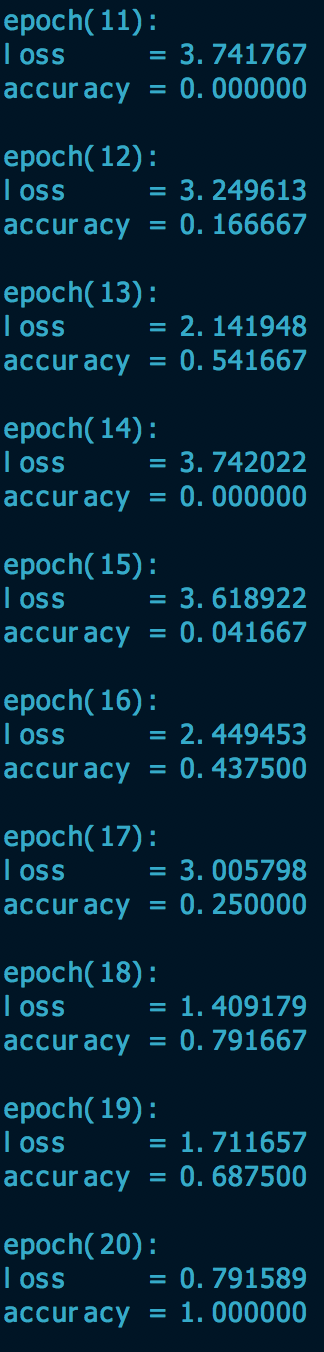 epoch(11):
loss = 3.741767
accuracy = 0.000000
epoch(12):
loss = 3.249613
accuracy = 0.166667
epoch(13):
loss = 2.141948
accuracy = 0.541667
epoch(14):
loss = 3.742022
accuracy = 0.000000
epoch(15):
loss = 3.618922
accuracy = 0.041667
epoch(16):
loss = 2.449453
accuracy = 0.437500
epoch(17):
loss = 3.005798
accuracy = 0.250000
epoch(18):
loss = 1.409179
accuracy = 0.791667
epoch(19):
loss = 1.711657
accuracy = 0.687500
epoch(20):
loss = 0.791589
accuracy = 1.000000